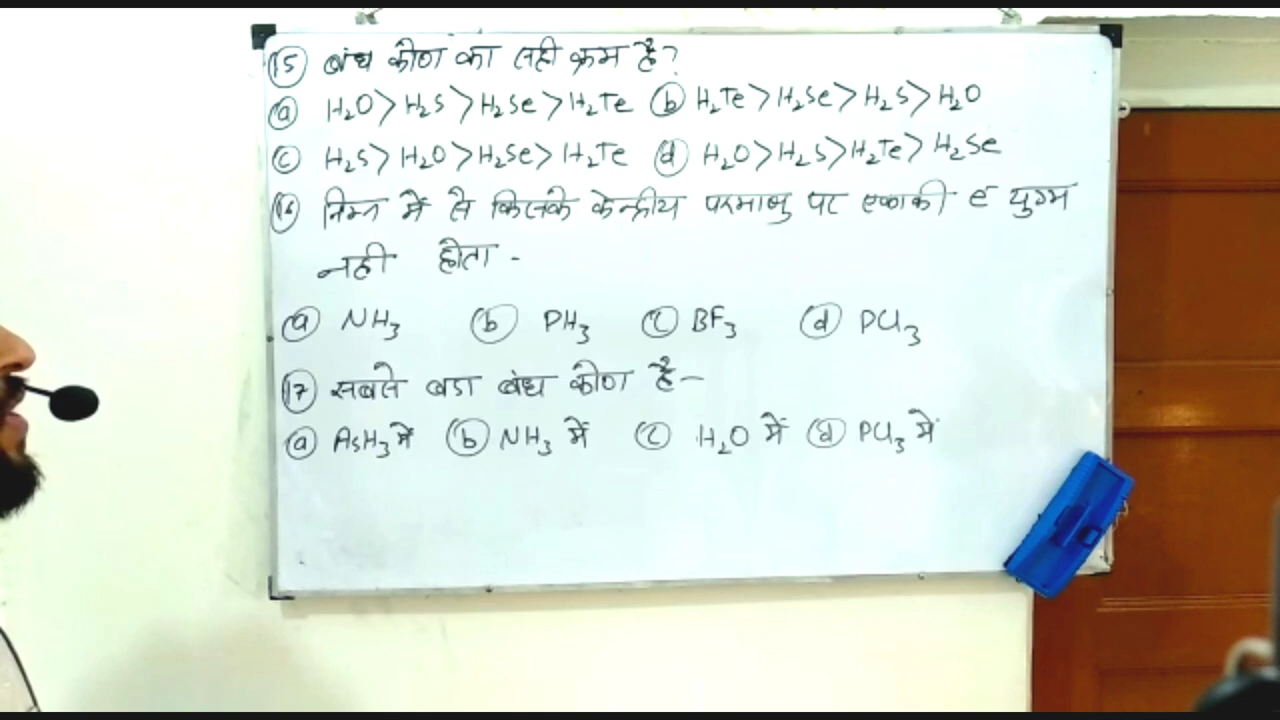 15 बंध कोण का सही क्रम है?
a H₂O > H₂S > H₂Se > H₂Te b H₂Te > H₂Se > H₂S > H₂O
c H₂S > H₂O > H₂Se > H₂Te d H₂O > H₂S > H₂Te > H₂Se
16 निम्न में से किसके केन्द्रीय परमाणु पर एकाकी e⁻ युग्म
नही होता -
a NH₃ b PH₃ c BF₃ d PCl₃
17 सबसे बडा बंध कोण है -
a AsH₃ में b NH₃ में c H₂O में d PCl₃ में